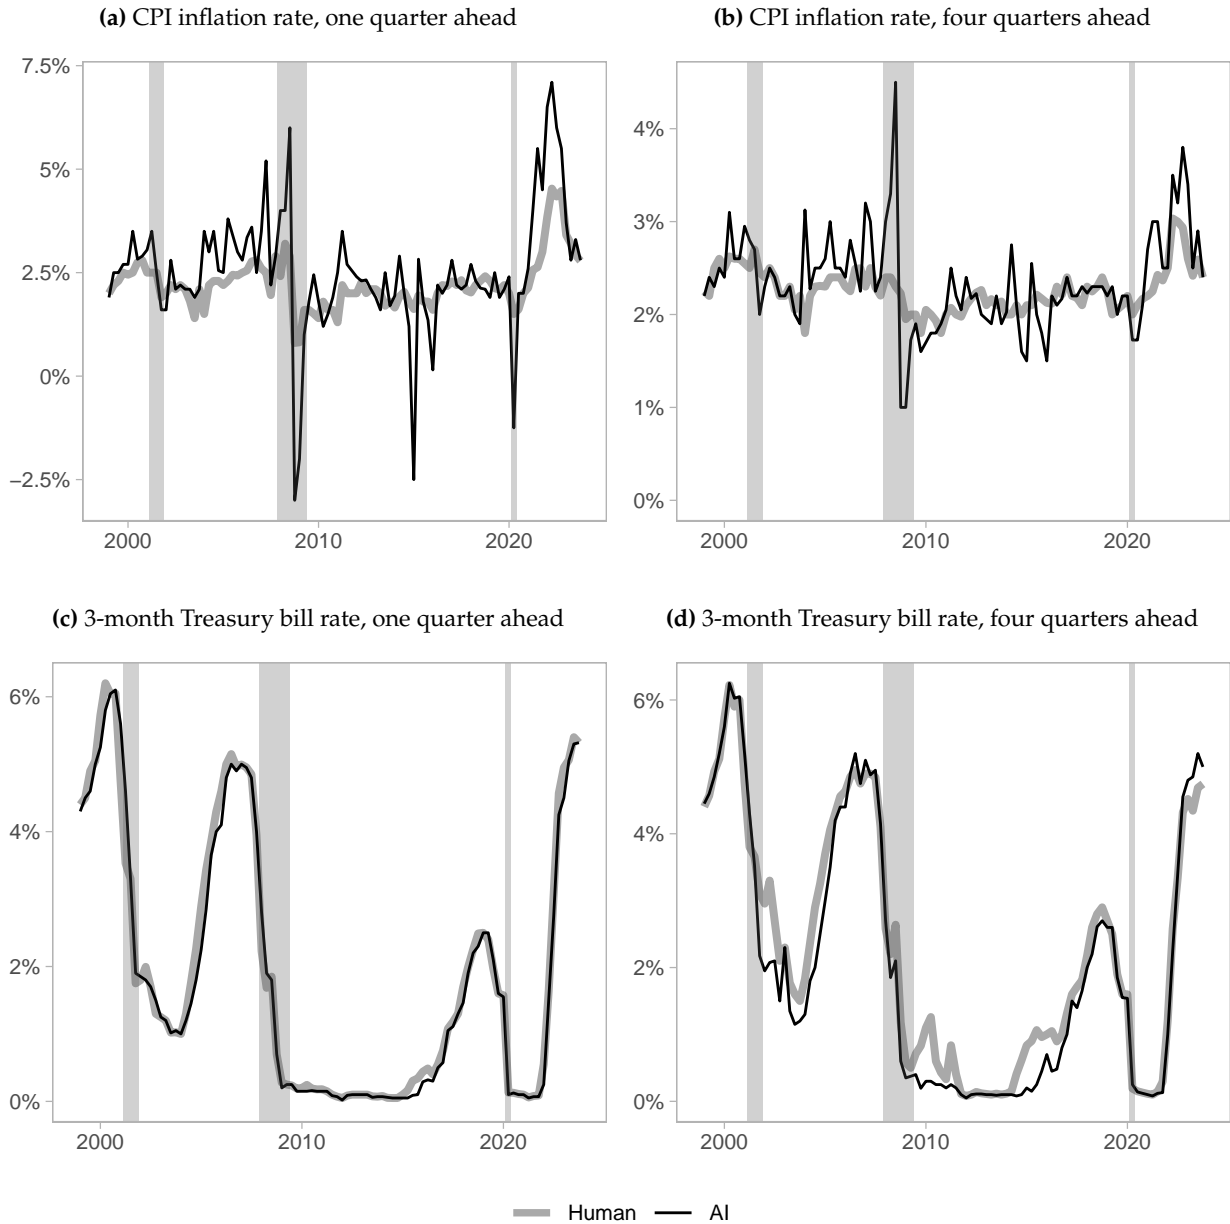 (a) CPI inflation rate, one quarter ahead
7.5%
5%
2.5%
0%
−2.5%
2000 2010 2020
(b) CPI inflation rate, four quarters ahead
4%
3%
2%
1%
0%
2000 2010 2020
(c) 3-month Treasury bill rate, one quarter ahead
6%
4%
2%
0%
2000 2010 2020
(d) 3-month Treasury bill rate, four quarters ahead
6%
4%
2%
0%
2000 2010 2020
Human AI